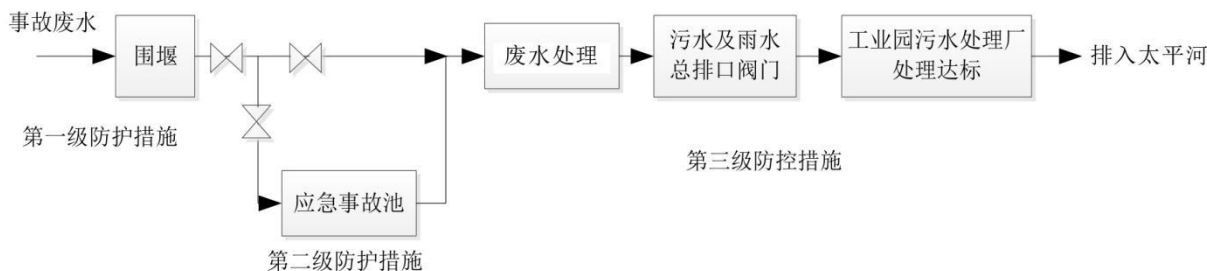 事故废水
围堰
废水处理
污水及雨水
总排口阀门
工业园污水处理厂
处理达标
排入太平河
第一级防护措施
第三级防控措施
应急事故池
第二级防护措施